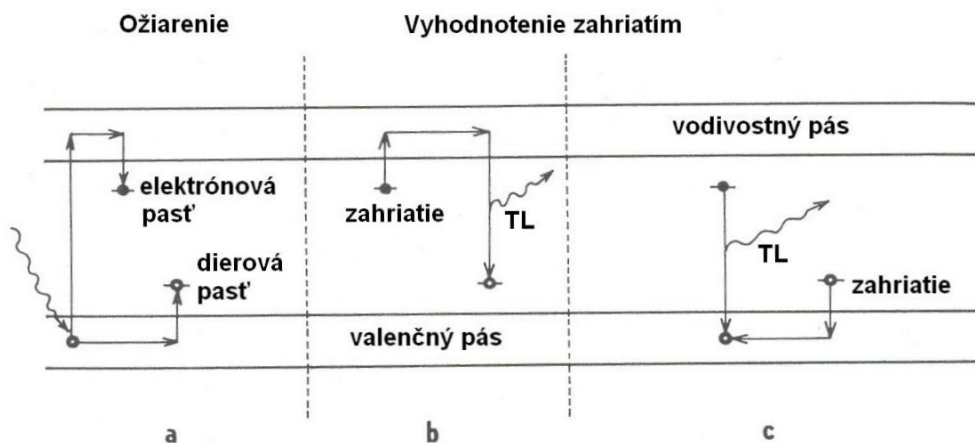 Ožiarenie
Vyhodnotenie zahriatím
vodivostný pás
elektrónová
pasť
zahriatie
TL
TL
dierová
pasť
zahriatie
valenčný pás
a
b
c